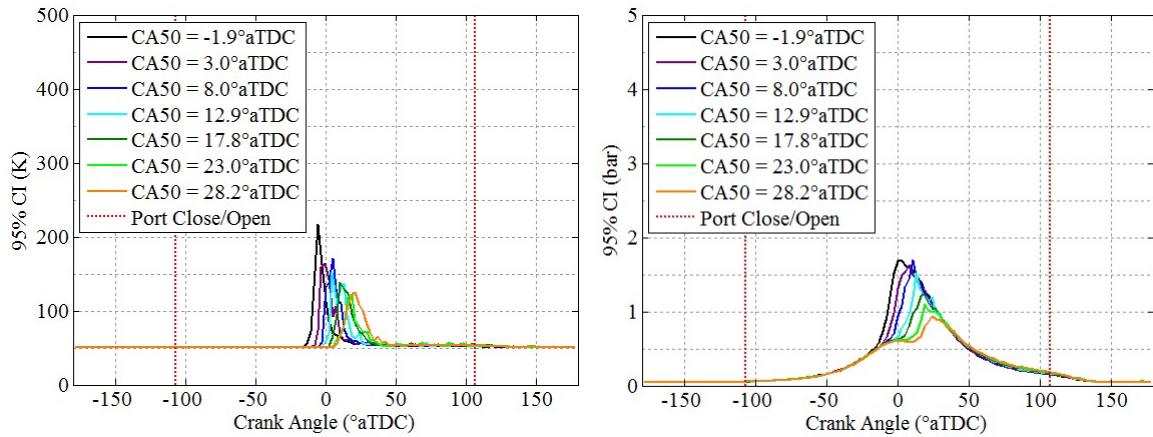 500
400
300
200
100
0
95% CI (K)
CA50 = -1.9°aTDC
CA50 = 3.0°aTDC
CA50 = 8.0°aTDC
CA50 = 12.9°aTDC
CA50 = 17.8°aTDC
CA50 = 23.0°aTDC
CA50 = 28.2°aTDC
Port Close/Open
-150 -100 -50 0 50 100 150
Crank Angle (°aTDC)
5
4
3
2
1
0
95% CI (bar)
CA50 = -1.9°aTDC
CA50 = 3.0°aTDC
CA50 = 8.0°aTDC
CA50 = 12.9°aTDC
CA50 = 17.8°aTDC
CA50 = 23.0°aTDC
CA50 = 28.2°aTDC
Port Close/Open
-150 -100 -50 0 50 100 150
Crank Angle (°aTDC)